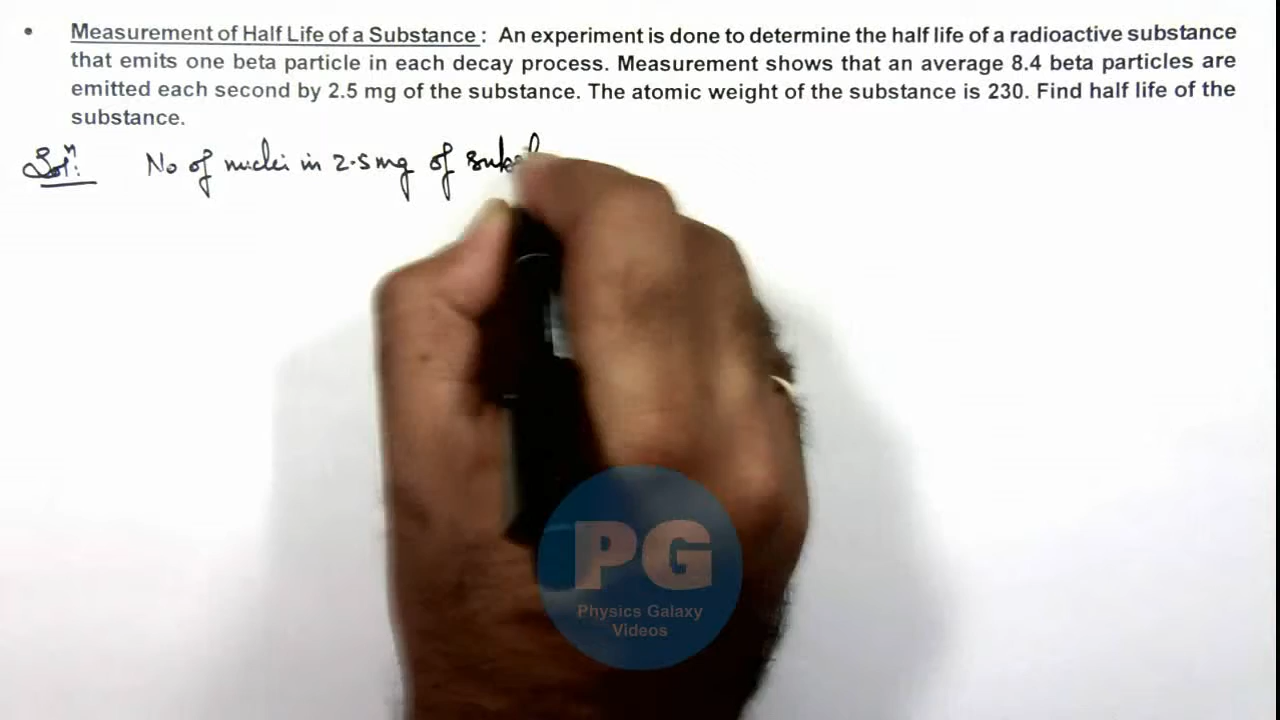 • Measurement of Half Life of a Substance : An experiment is done to determine the half life of a radioactive substance
that emits one beta particle in each decay process. Measurement shows that an average 8.4 beta particles are
emitted each second by 2.5 mg of the substance. The atomic weight of the substance is 230. Find half life of the
substance.
Solⁿ: No of nuclei in 2.5 mg of
PG
Physics Galaxy
Videos